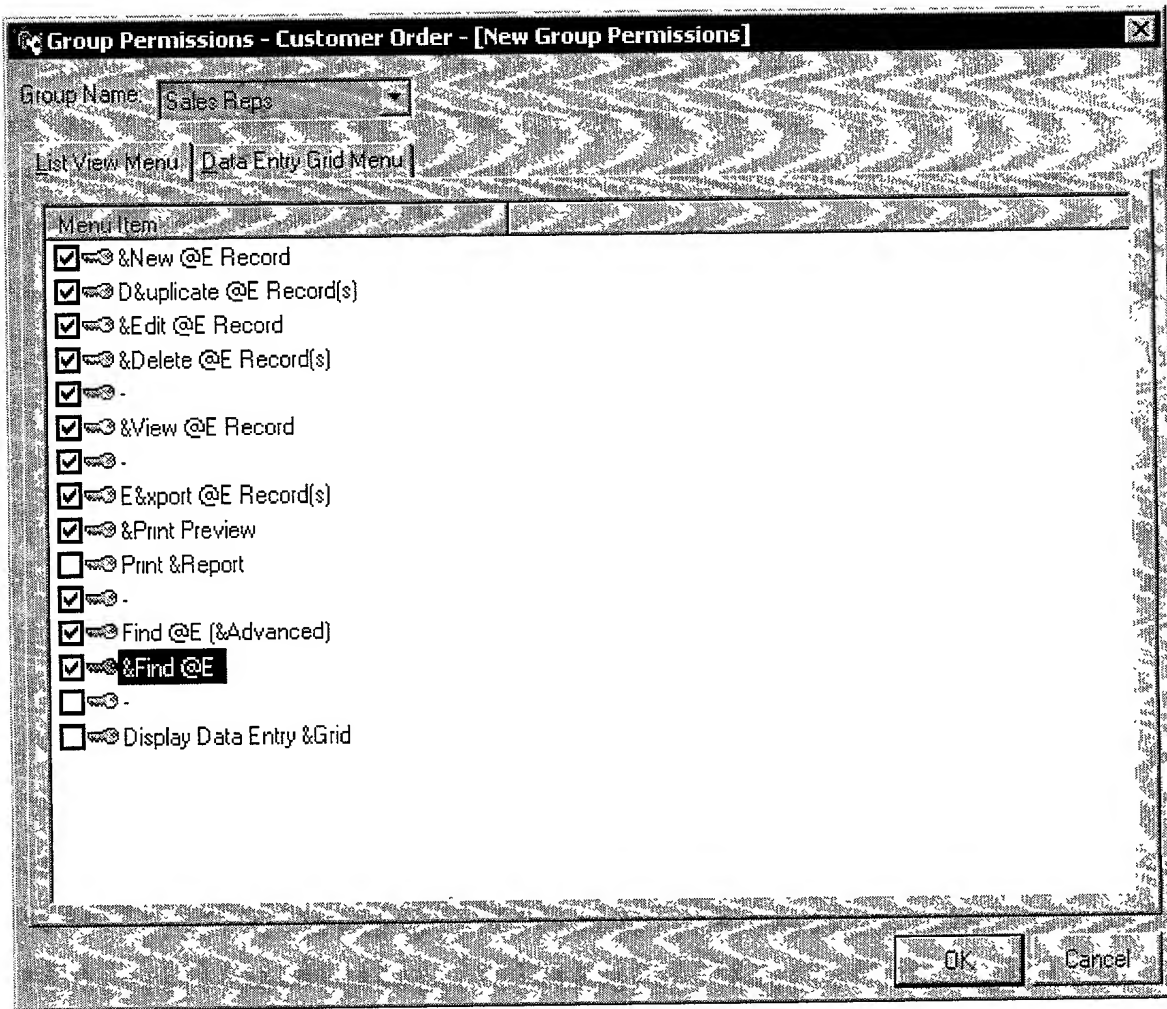 Group Permissions - Customer Order - [New Group Permissions]
Group Name: Sales Reps
List View Menu Data Entry Grid Menu
Menu Item
&New @E Record
D&uplicate @E Record(s)
&Edit @E Record
&Delete @E Record(s)
-
&View @E Record
-
E&xport @E Record(s)
&Print Preview
Print &Report
-
Find @E (&Advanced)
&Find @E
-
Display Data Entry &Grid
OK Cancel